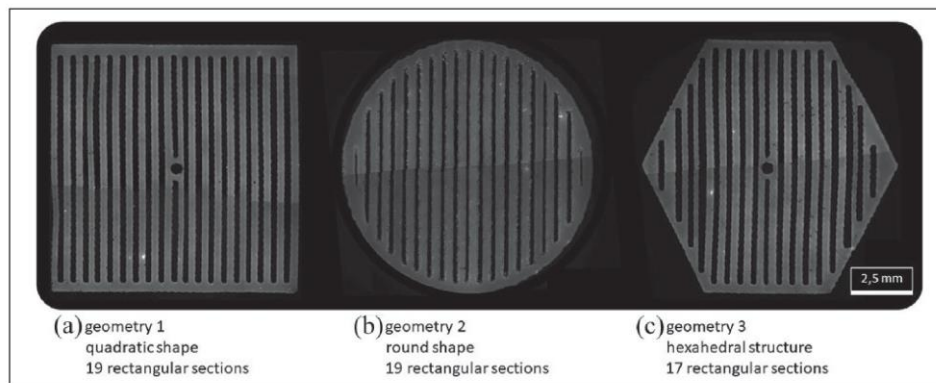 2,5 mm
(a) geometry 1
quadratic shape
19 rectangular sections
(b) geometry 2
round shape
19 rectangular sections
(c) geometry 3
hexahedral structure
17 rectangular sections